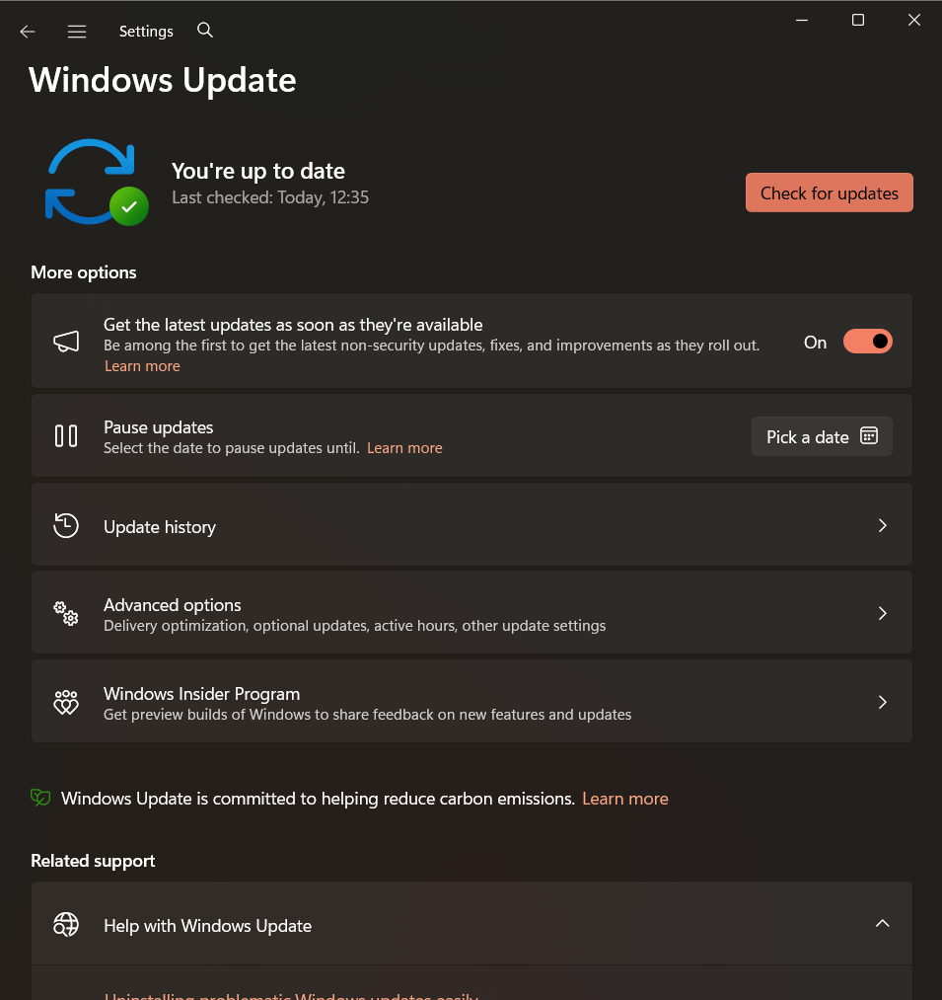 Settings
Windows Update
You're up to date
Last checked: Today, 12:35
Check for updates
More options
Get the latest updates as soon as they're available
Be among the first to get the latest non-security updates, fixes, and improvements as they roll out.
Learn more
On
Pause updates
Select the date to pause updates until. Learn more
Pick a date
Update history
Advanced options
Delivery optimization, optional updates, active hours, other update settings
Windows Insider Program
Get preview builds of Windows to share feedback on new features and updates
Windows Update is committed to helping reduce carbon emissions. Learn more
Related support
Help with Windows Update
Uninstalling problematic Windows updates easily